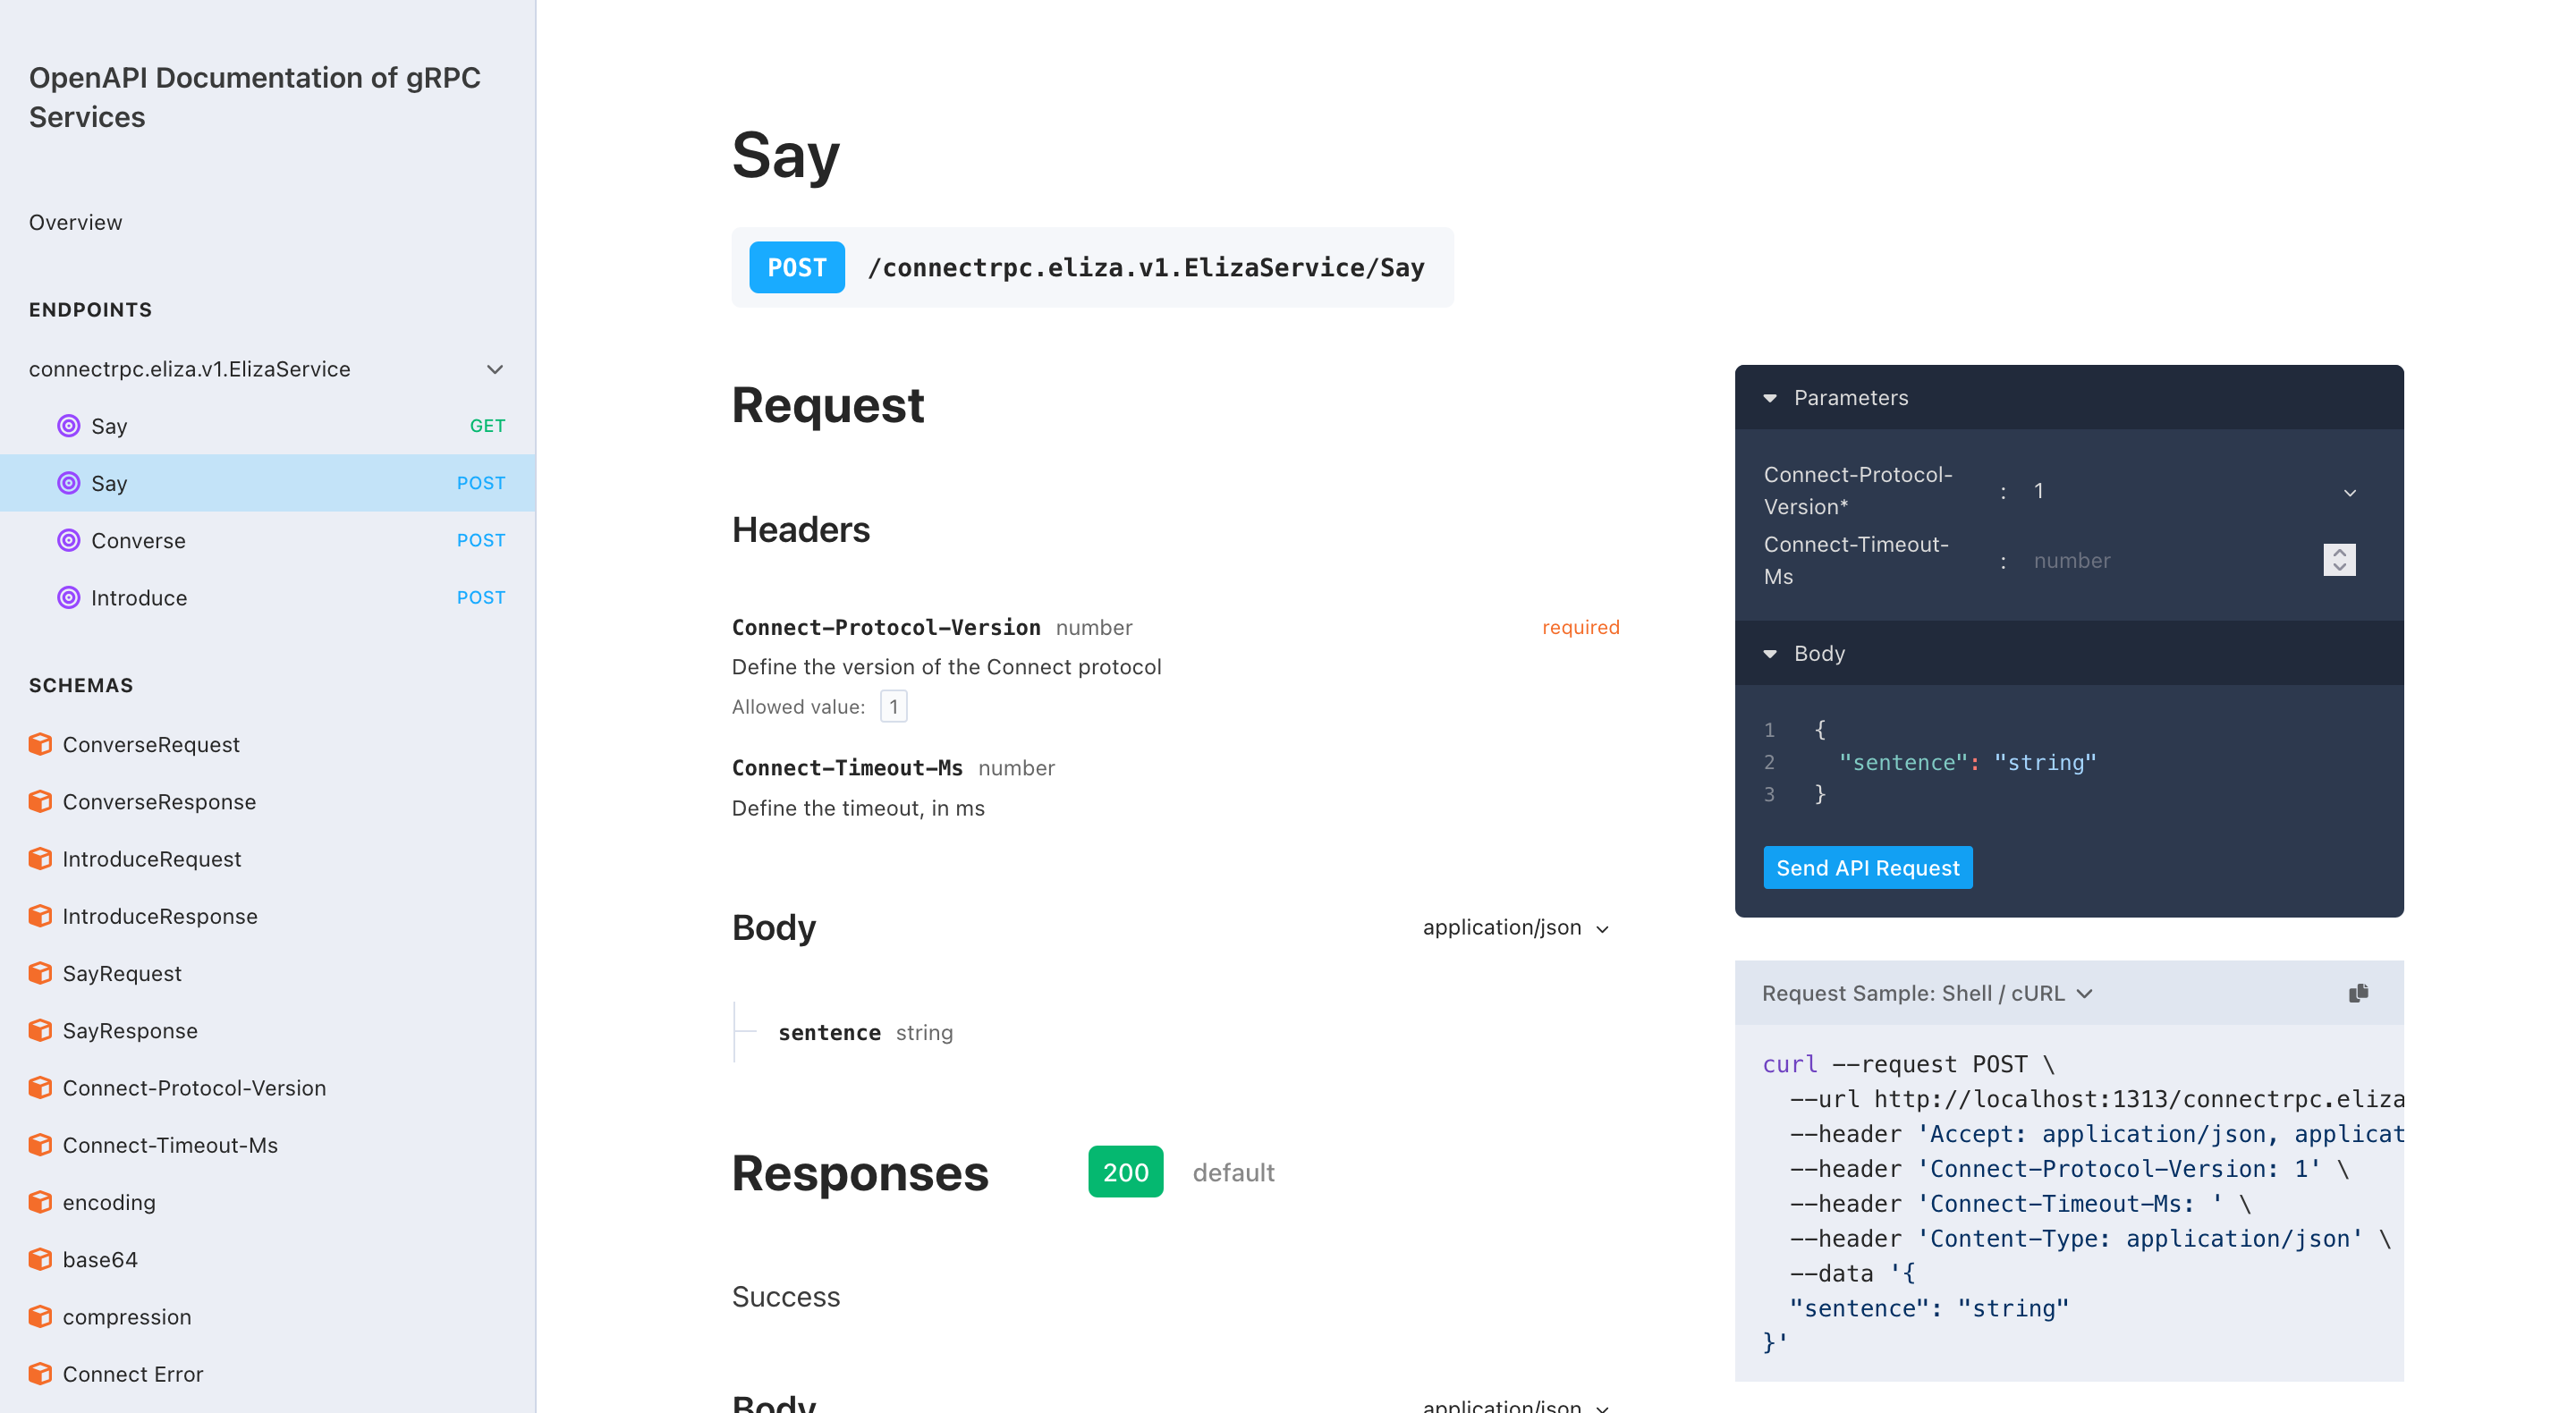 OpenAPI Documentation of gRPC
Services
Overview
ENDPOINTS
connectrpc.eliza.v1.ElizaService
Say GET
Say POST
Converse POST
Introduce POST
SCHEMAS
ConverseRequest
ConverseResponse
IntroduceRequest
IntroduceResponse
SayRequest
SayResponse
Connect-Protocol-Version
Connect-Timeout-Ms
encoding
base64
compression
Connect Error
Say
POST /connectrpc.eliza.v1.ElizaService/Say
Request
Headers
Connect-Protocol-Version number required
Define the version of the Connect protocol
Allowed value: 1
Connect-Timeout-Ms number
Define the timeout, in ms
Body application/json
sentence string
Responses 200 default
Success
Body application/json
Parameters
Connect-Protocol-
Version* : 1
Connect-Timeout-
Ms : number
Body
1 {
2 "sentence": "string"
3 }
Send API Request
Request Sample: Shell / cURL
curl --request POST \
--url http://localhost:1313/connectrpc.eliza
--header 'Accept: application/json, applicat
--header 'Connect-Protocol-Version: 1' \
--header 'Connect-Timeout-Ms: ' \
--header 'Content-Type: application/json' \
--data '{
"sentence": "string"
}'